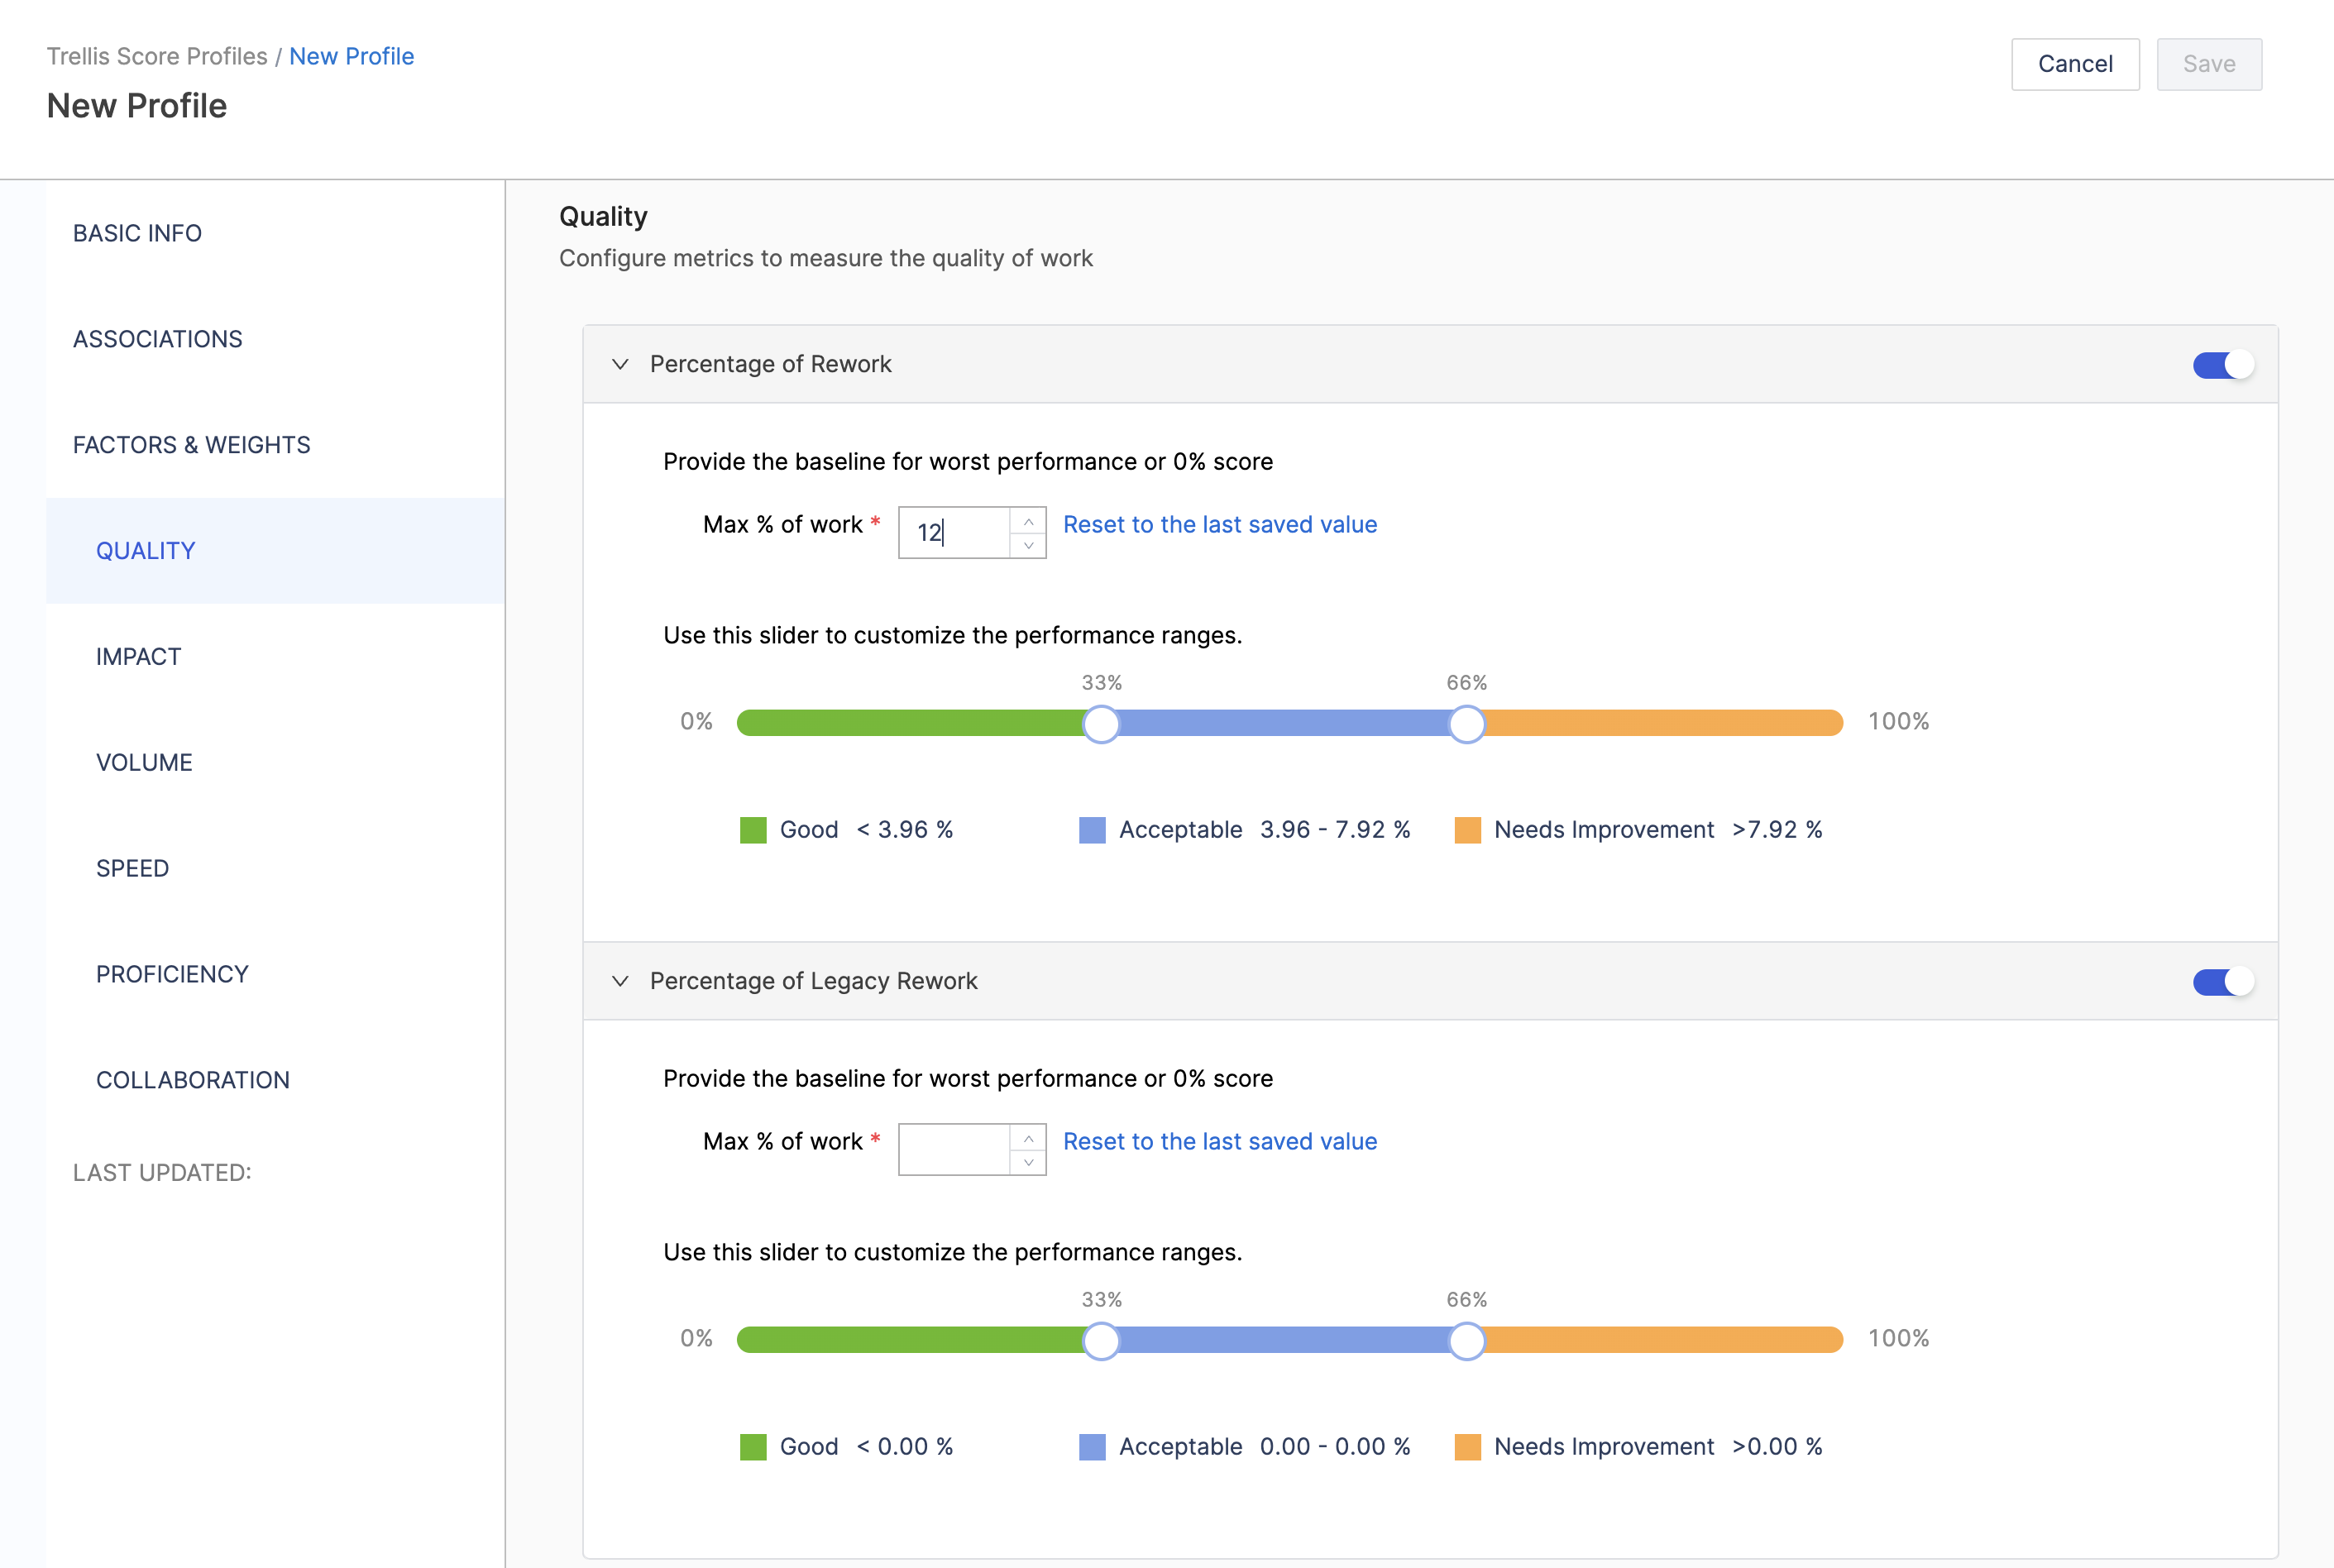 Trellis Score Profiles / New Profile
New Profile
Cancel
Save
BASIC INFO
ASSOCIATIONS
FACTORS & WEIGHTS
QUALITY
IMPACT
VOLUME
SPEED
PROFICIENCY
COLLABORATION
LAST UPDATED:
Quality
Configure metrics to measure the quality of work
Percentage of Rework
Provide the baseline for worst performance or 0% score
Max % of work * 12 Reset to the last saved value
Use this slider to customize the performance ranges.
33% 66%
0% 100%
Good < 3.96 % Acceptable 3.96 - 7.92 % Needs Improvement >7.92 %
Percentage of Legacy Rework
Provide the baseline for worst performance or 0% score
Max % of work * Reset to the last saved value
Use this slider to customize the performance ranges.
33% 66%
0% 100%
Good < 0.00 % Acceptable 0.00 - 0.00 % Needs Improvement >0.00 %